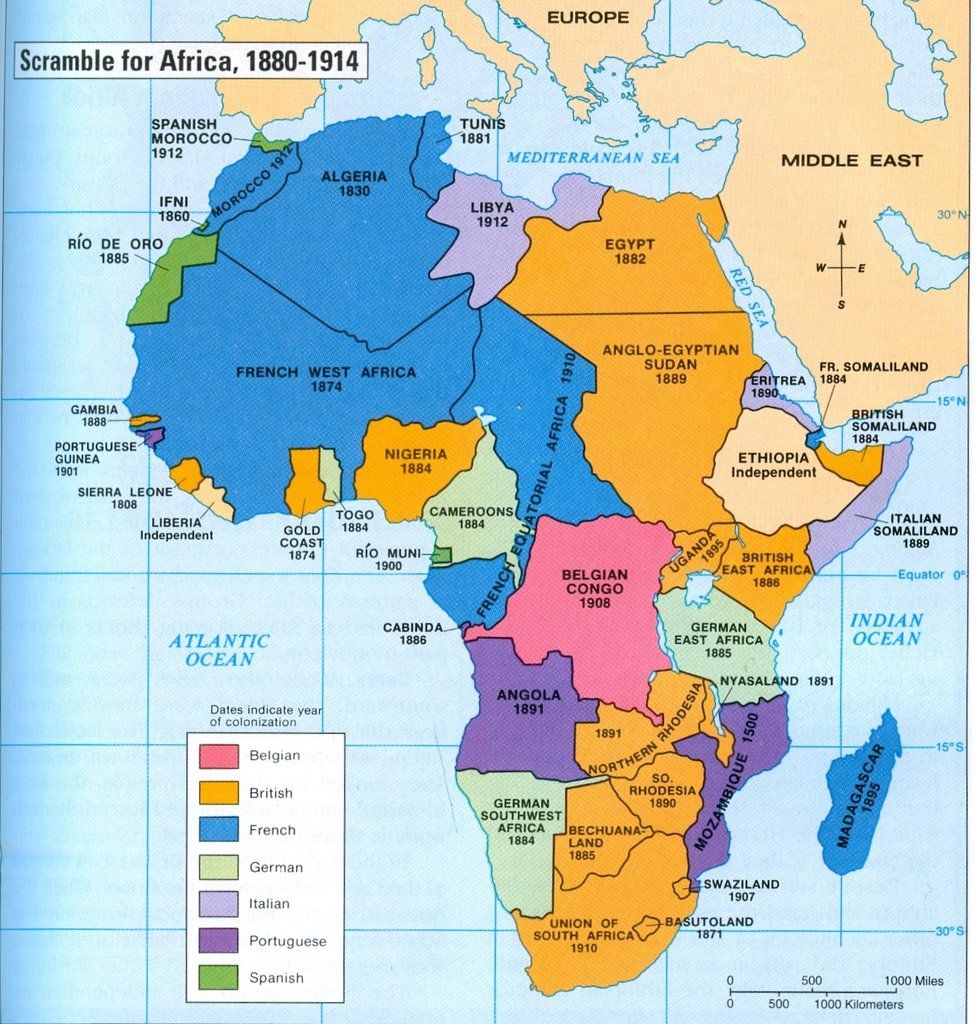 EUROPE
Scramble for Africa, 1880-1914
SPANISH
MOROCCO
1912
TUNIS
1881
MEDITERRANEAN SEA
MIDDLE EAST
ALGERIA
1830
MOROCCO 1912
IFNI
1860
LIBYA
1912
30° N
RÍO DE ORO
1885
EGYPT
1882
N
W
E
S
RED SEA
FRENCH WEST AFRICA
1874
ANGLO-EGYPTIAN
SUDAN
1889
ERITREA
1890
FR. SOMALILAND
1884
15° N
GAMBIA
1888
BRITISH
SOMALILAND
1884
PORTUGUESE
GUINEA
1901
NIGERIA
1884
FRENCH EQUATORIAL AFRICA 1910
ETHIOPIA
Independent
SIERRA LEONE
1808
LIBERIA
Independent
GOLD
COAST
1874
TOGO
1884
CAMEROONS
1884
ITALIAN
SOMALILAND
1889
RÍO MUNI
1900
UGANDA
1895
BRITISH
EAST AFRICA
1886
Equator 0°
BELGIAN
CONGO
1908
CABINDA
1886
GERMAN
EAST AFRICA
1885
INDIAN
OCEAN
ATLANTIC
OCEAN
NYASALAND 1891
ANGOLA
1891
1891
NORTHERN RHODESIA
MOZAMBIQUE 1500
15° S
SO.
RHODESIA
1890
MADAGASCAR
1895
GERMAN
SOUTHWEST
AFRICA
1884
BECHUANA-
LAND
1885
SWAZILAND
1907
UNION OF
SOUTH AFRICA
1910
BASUTOLAND
1871
30° S
Dates indicate year
of colonization
Belgian
British
French
German
Italian
Portuguese
Spanish
0 500 1000 Miles
0 500 1000 Kilometers